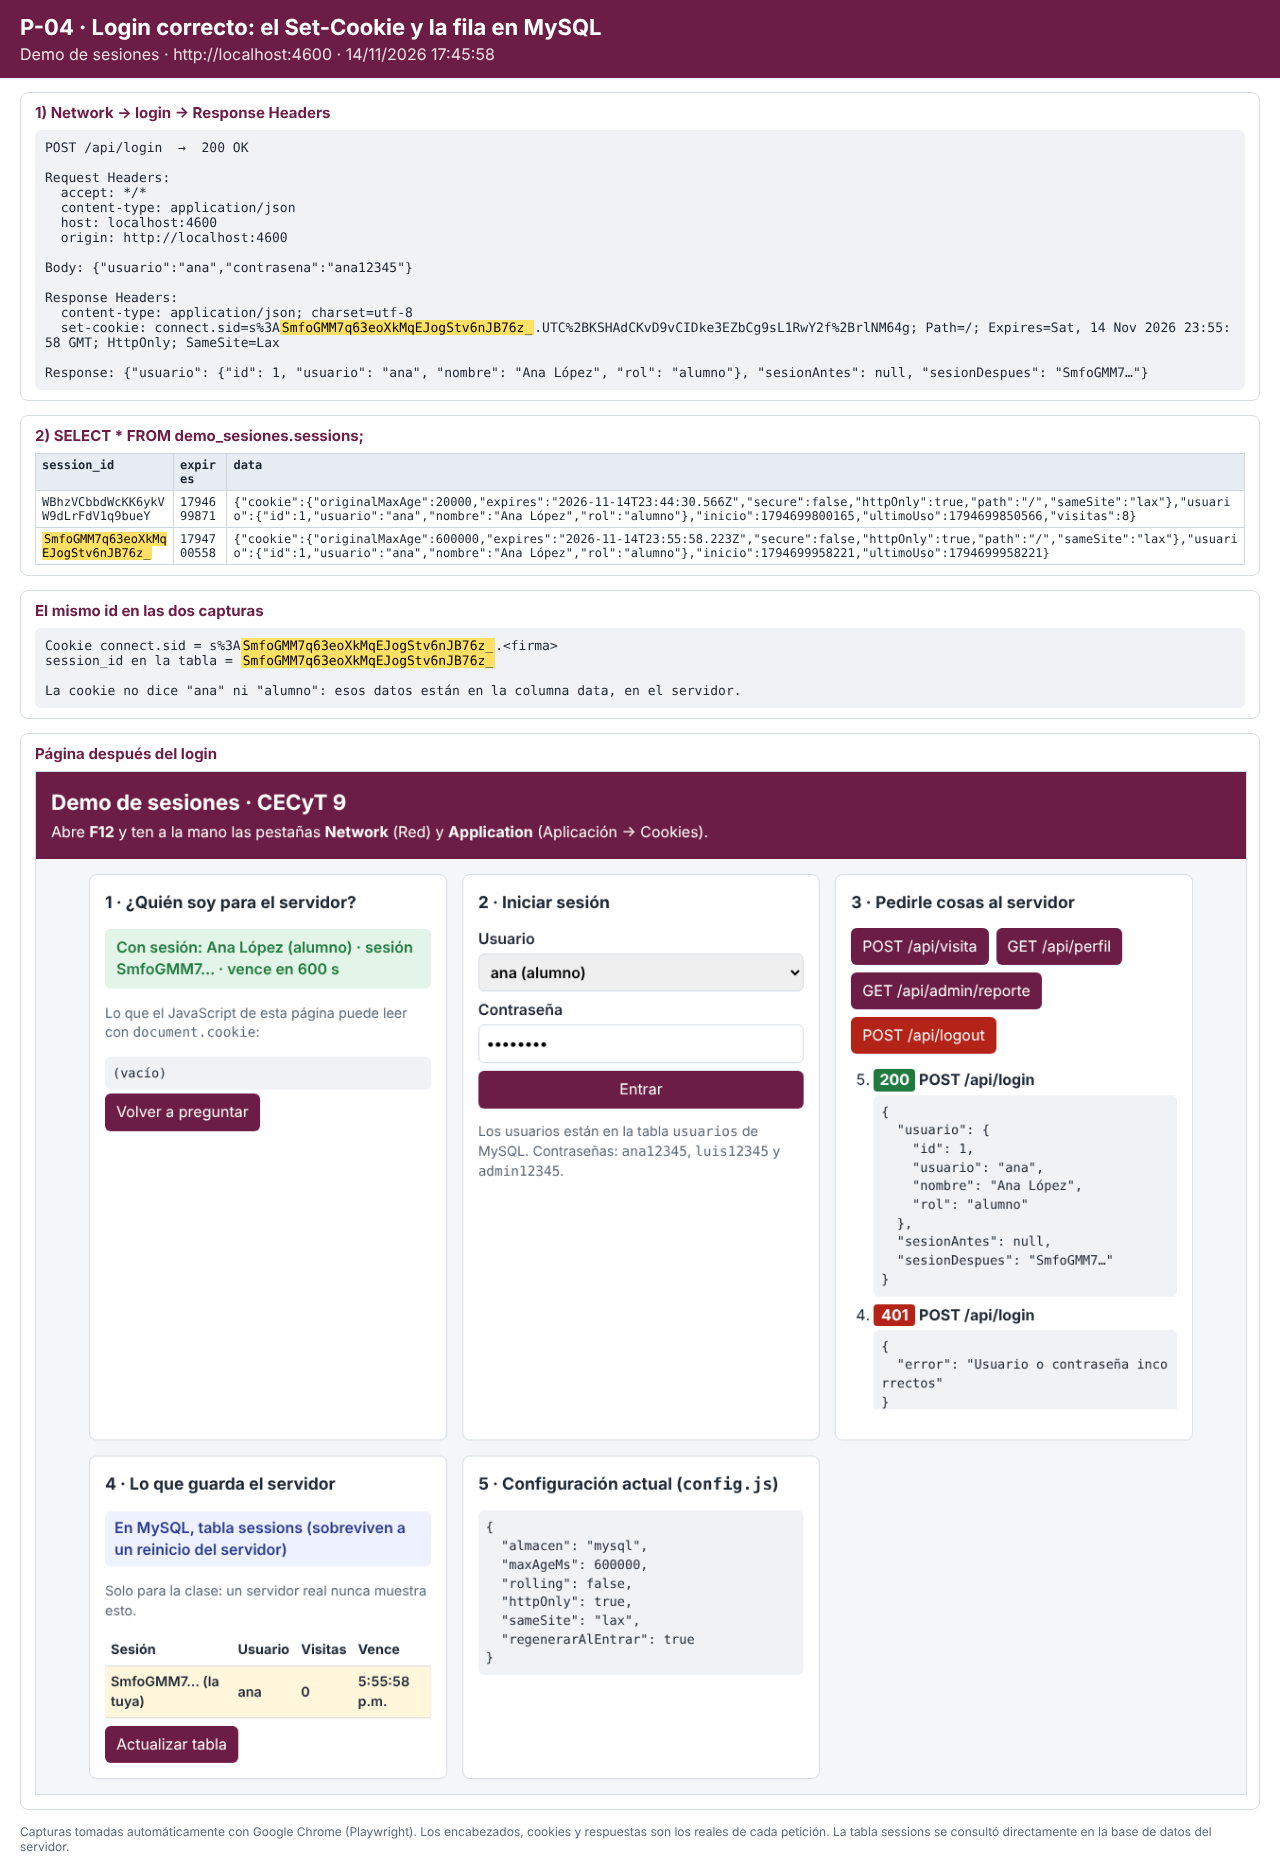 P-04 · Login correcto: el Set-Cookie y la fila en MySQL
Demo de sesiones · http://localhost:4600 · 14/11/2026 17:45:58
1) Network → login → Response Headers
POST /api/login  →  200 OK
Request Headers:
  accept: */*
  content-type: application/json
  host: localhost:4600
  origin: http://localhost:4600
Body: {"usuario":"ana","contrasena":"ana12345"}
Response Headers:
  content-type: application/json; charset=utf-8
  set-cookie: connect.sid=s%3ASmfoGMM7q63eoXkMqEJogStv6nJB76z_.UTC%2BKSHAdCKvD9vCIDke3EZbCg9sL1RwY2f%2BrlNM64g; Path=/; Expires=Sat, 14 Nov 2026 23:55:
58 GMT; HttpOnly; SameSite=Lax
Response: {"usuario": {"id": 1, "usuario": "ana", "nombre": "Ana López", "rol": "alumno"}, "sesionAntes": null, "sesionDespues": "SmfoGMM7…"}
2) SELECT * FROM demo_sesiones.sessions;
session_id expir data
es
WBhzVCbbdWcKK6ykV 17946 {"cookie":{"originalMaxAge":20000,"expires":"2026-11-14T23:44:30.566Z","secure":false,"httpOnly":true,"path":"/","sameSite":"lax"},"usuari
W9dLrFdV1q9bueY 99871 o":{"id":1,"usuario":"ana","nombre":"Ana López","rol":"alumno"},"inicio":1794699800165,"ultimoUso":1794699850566,"visitas":8}
SmfoGMM7q63eoXkMq 17947 {"cookie":{"originalMaxAge":600000,"expires":"2026-11-14T23:55:58.223Z","secure":false,"httpOnly":true,"path":"/","sameSite":"lax"},"usuari
EJogStv6nJB76z_ 00558 o":{"id":1,"usuario":"ana","nombre":"Ana López","rol":"alumno"},"inicio":1794699958221,"ultimoUso":1794699958221}
El mismo id en las dos capturas
Cookie connect.sid = s%3ASmfoGMM7q63eoXkMqEJogStv6nJB76z_.<firma>
session_id en la tabla = SmfoGMM7q63eoXkMqEJogStv6nJB76z_
La cookie no dice "ana" ni "alumno": esos datos están en la columna data, en el servidor.
Página después del login
Demo de sesiones · CECyT 9
Abre F12 y ten a la mano las pestañas Network (Red) y Application (Aplicación → Cookies).
1 · ¿Quién soy para el servidor?
Con sesión: Ana López (alumno) · sesión
SmfoGMM7… · vence en 600 s
Lo que el JavaScript de esta página puede leer
con document.cookie:
(vacío)
Volver a preguntar
2 · Iniciar sesión
Usuario
ana (alumno)
Contraseña
••••••••
Entrar
Los usuarios están en la tabla usuarios de
MySQL. Contraseñas: ana12345, luis12345 y
admin12345.
3 · Pedirle cosas al servidor
POST /api/visita GET /api/perfil
GET /api/admin/reporte
POST /api/logout
5. 200 POST /api/login
{
  "usuario": {
    "id": 1,
    "usuario": "ana",
    "nombre": "Ana López",
    "rol": "alumno"
  },
  "sesionAntes": null,
  "sesionDespues": "SmfoGMM7…"
}
4. 401 POST /api/login
{
  "error": "Usuario o contraseña inco
rrectos"
}
4 · Lo que guarda el servidor
En MySQL, tabla sessions (sobreviven a
un reinicio del servidor)
Solo para la clase: un servidor real nunca muestra
esto.
Sesión Usuario Visitas Vence
SmfoGMM7… (la ana 0 5:55:58
tuya) p.m.
Actualizar tabla
5 · Configuración actual (config.js)
{
  "almacen": "mysql",
  "maxAgeMs": 600000,
  "rolling": false,
  "httpOnly": true,
  "sameSite": "lax",
  "regenerarAlEntrar": true
}
Capturas tomadas automáticamente con Google Chrome (Playwright). Los encabezados, cookies y respuestas son los reales de cada petición. La tabla sessions se consultó directamente en la base de datos del
servidor.